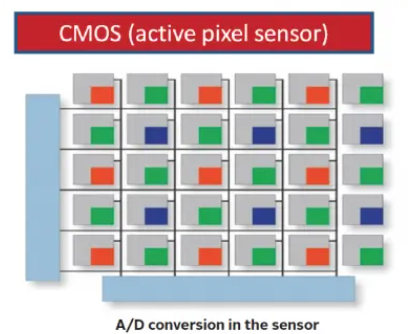 CMOS (active pixel sensor)
A/D conversion in the sensor